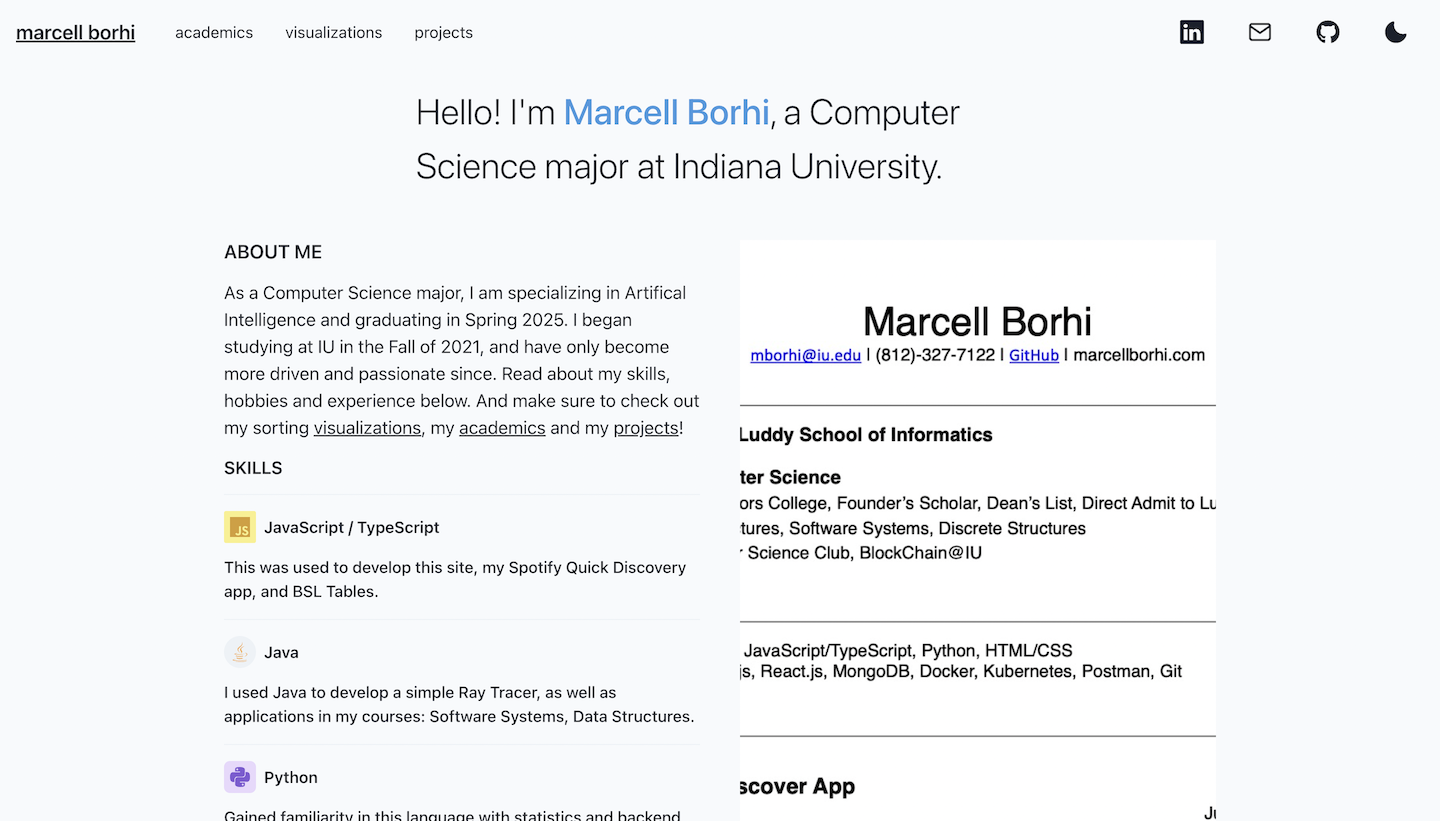 marcell borhi academics visualizations projects
Hello! I'm Marcell Borhi, a Computer
Science major at Indiana University.
ABOUT ME
As a Computer Science major, I am specializing in Artifical
Intelligence and graduating in Spring 2025. I began
studying at IU in the Fall of 2021, and have only become
more driven and passionate since. Read about my skills,
hobbies and experience below. And make sure to check out
my sorting visualizations, my academics and my projects!
SKILLS
JS JavaScript / TypeScript
This was used to develop this site, my Spotify Quick Discovery
app, and BSL Tables.
Java
I used Java to develop a simple Ray Tracer, as well as
applications in my courses: Software Systems, Data Structures.
Python
Gained familiarity in this language with statistics and backend
Marcell Borhi
mborhi@iu.edu | (812)-327-7122 | GitHub | marcellborhi.com
Luddy School of Informatics
ter Science
ors College, Founder's Scholar, Dean's List, Direct Admit to Lu
tures, Software Systems, Discrete Structures
r Science Club, BlockChain@IU
JavaScript/TypeScript, Python, HTML/CSS
js, React.js, MongoDB, Docker, Kubernetes, Postman, Git
scover App
Ju